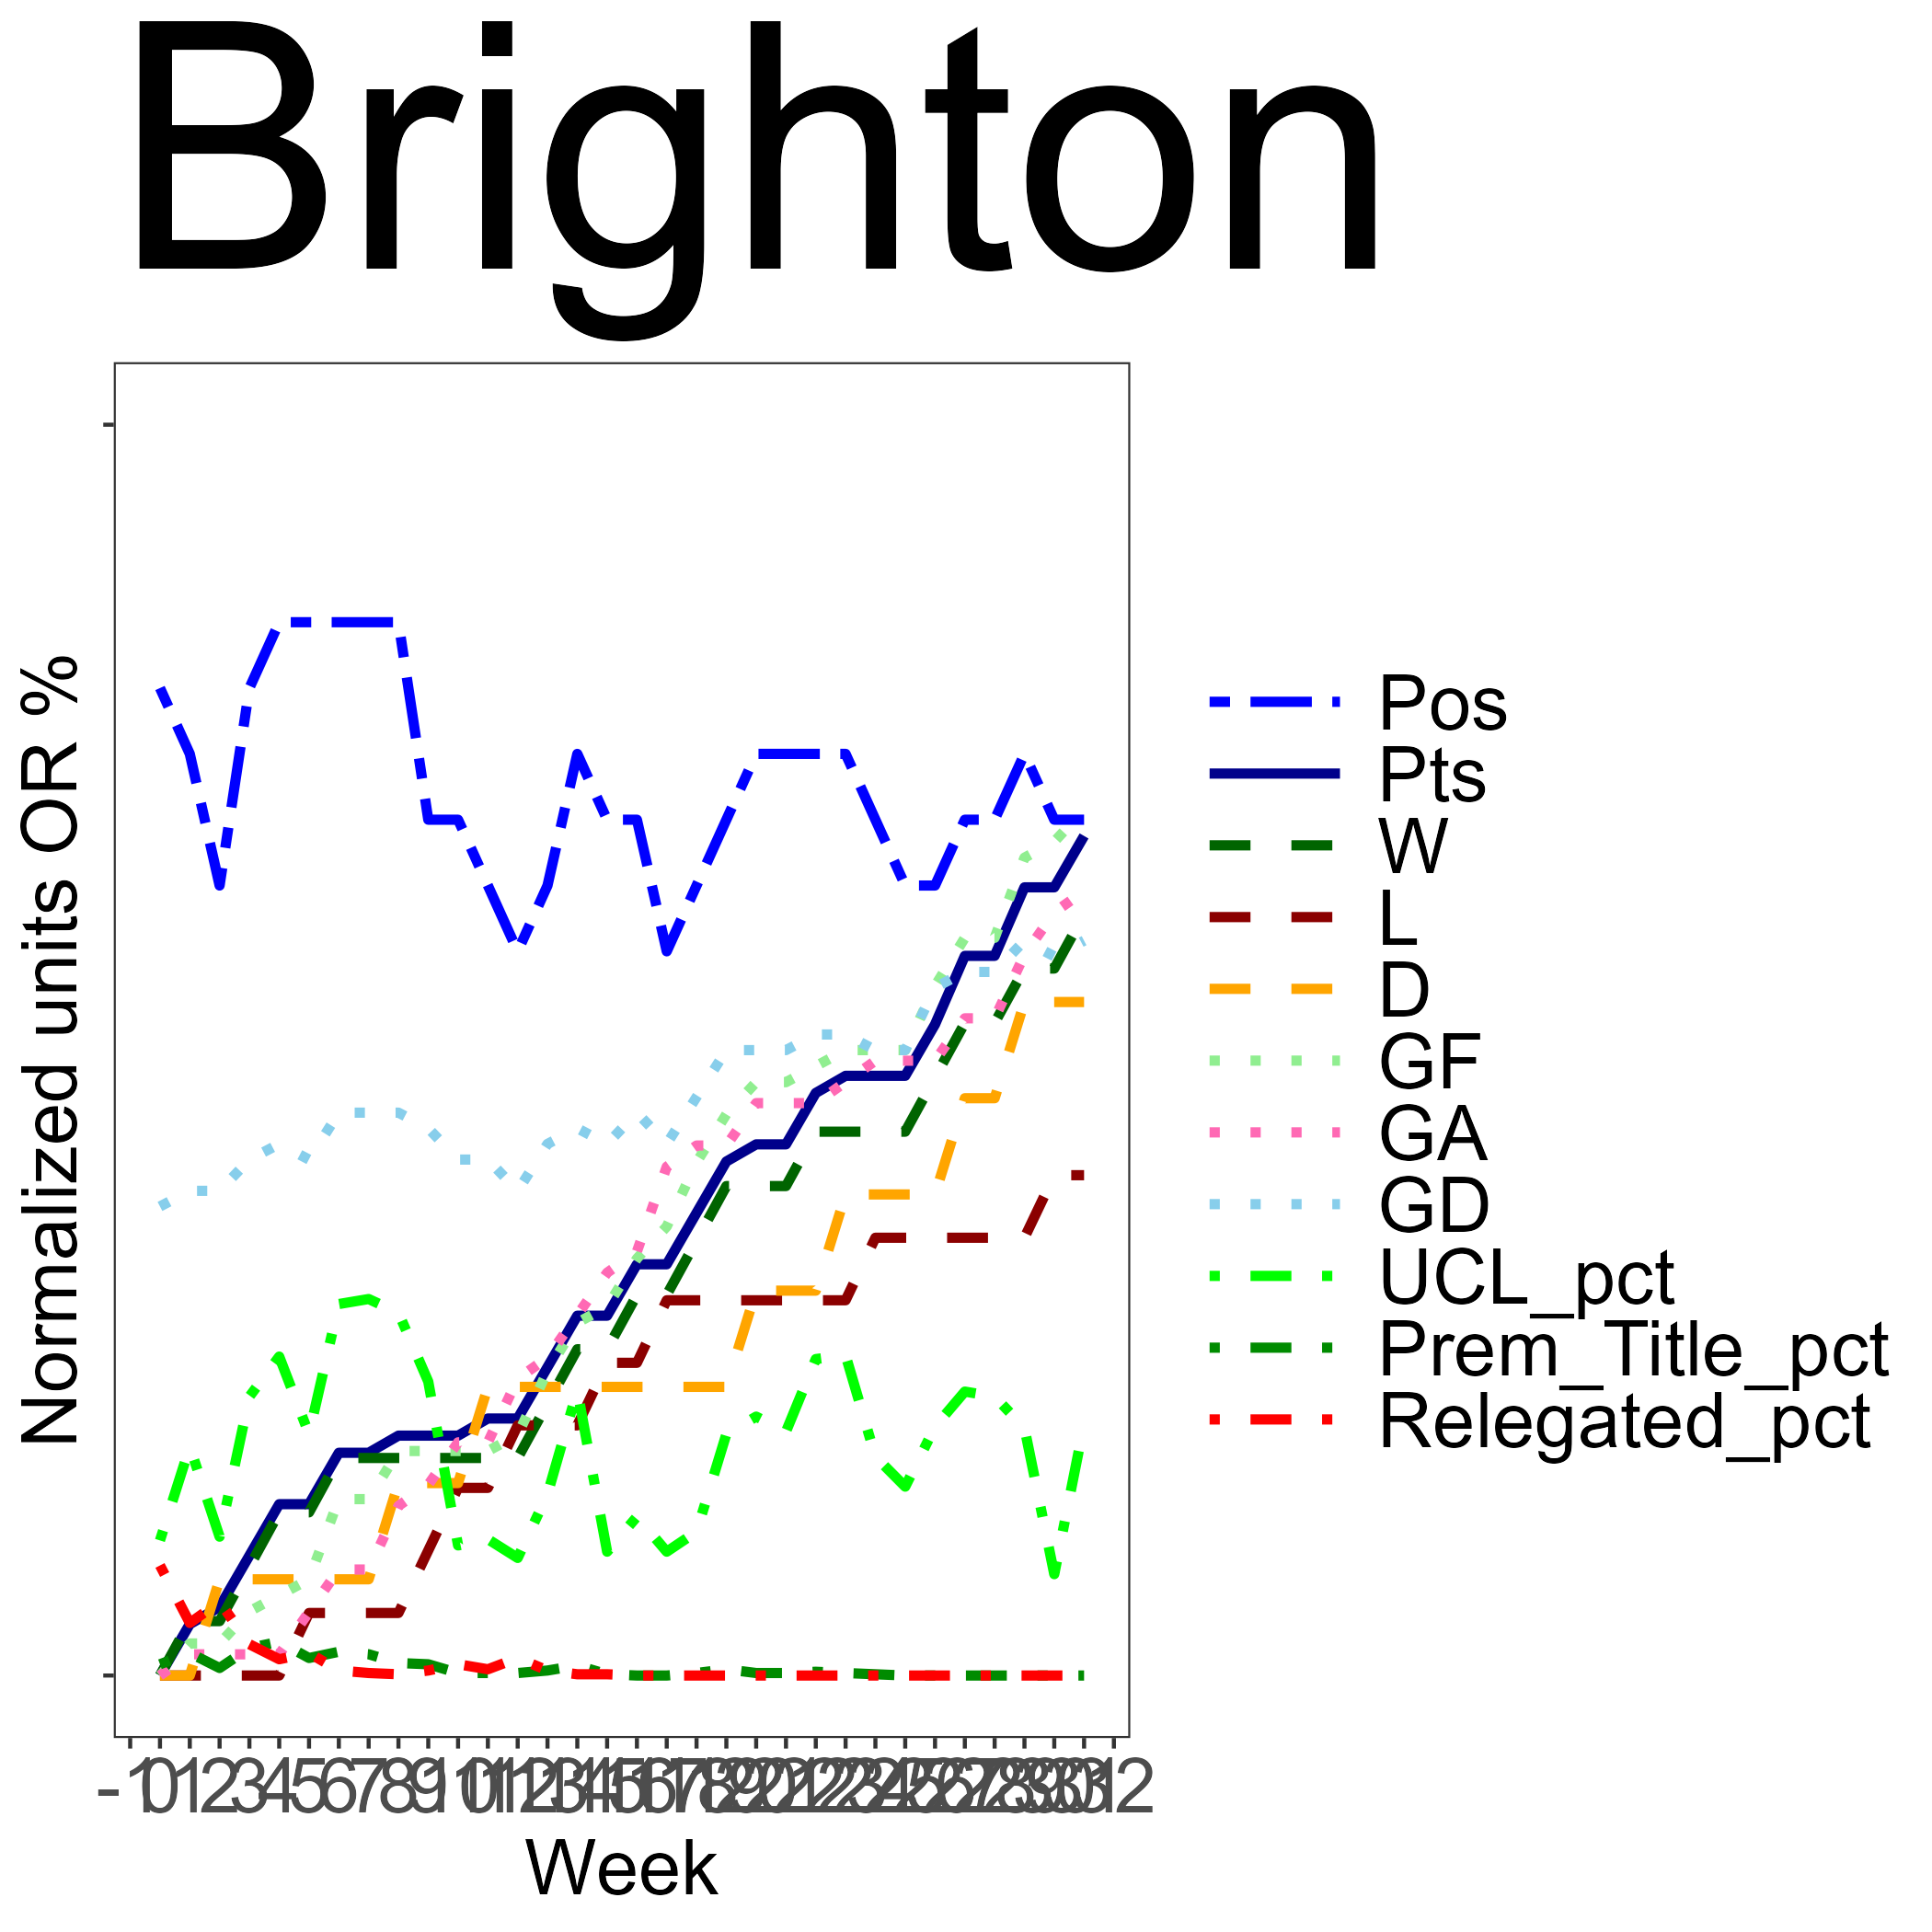 Brighton
Normalized units OR %
Pos
Pts
W
L
D
GF
GA
GD
UCL_pct
Prem_Title_pct
Relegated_pct
Week